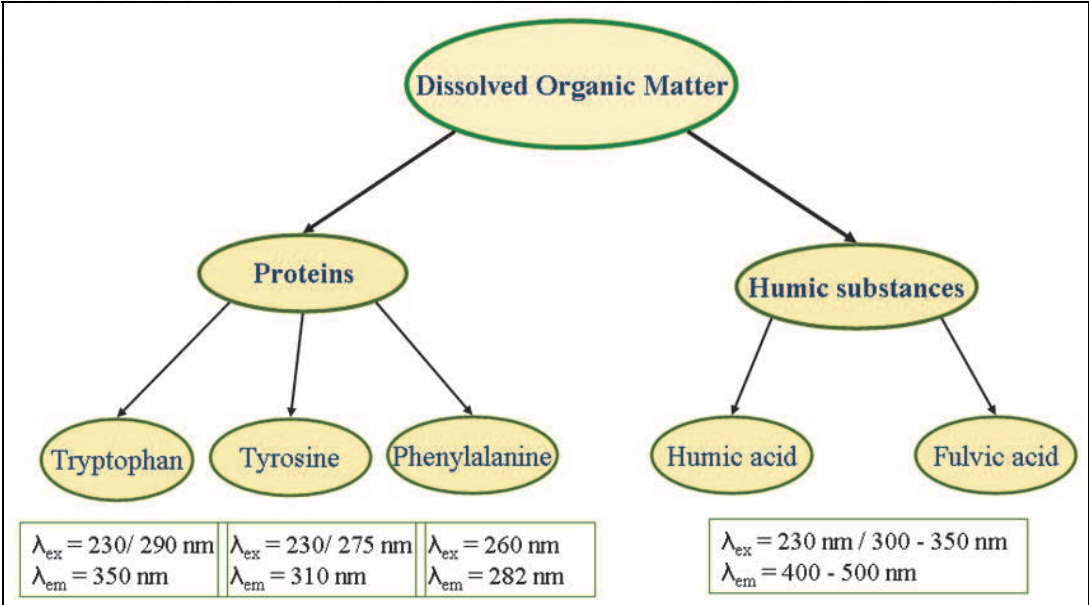 Dissolved Organic Matter
Proteins
Humic substances
Tryptophan
Tyrosine
Phenylalanine
Humic acid
Fulvic acid
λex = 230/ 290 nm
λem = 350 nm
λex = 230/ 275 nm
λem = 310 nm
λex = 260 nm
λem = 282 nm
λex = 230 nm / 300 - 350 nm
λem = 400 - 500 nm